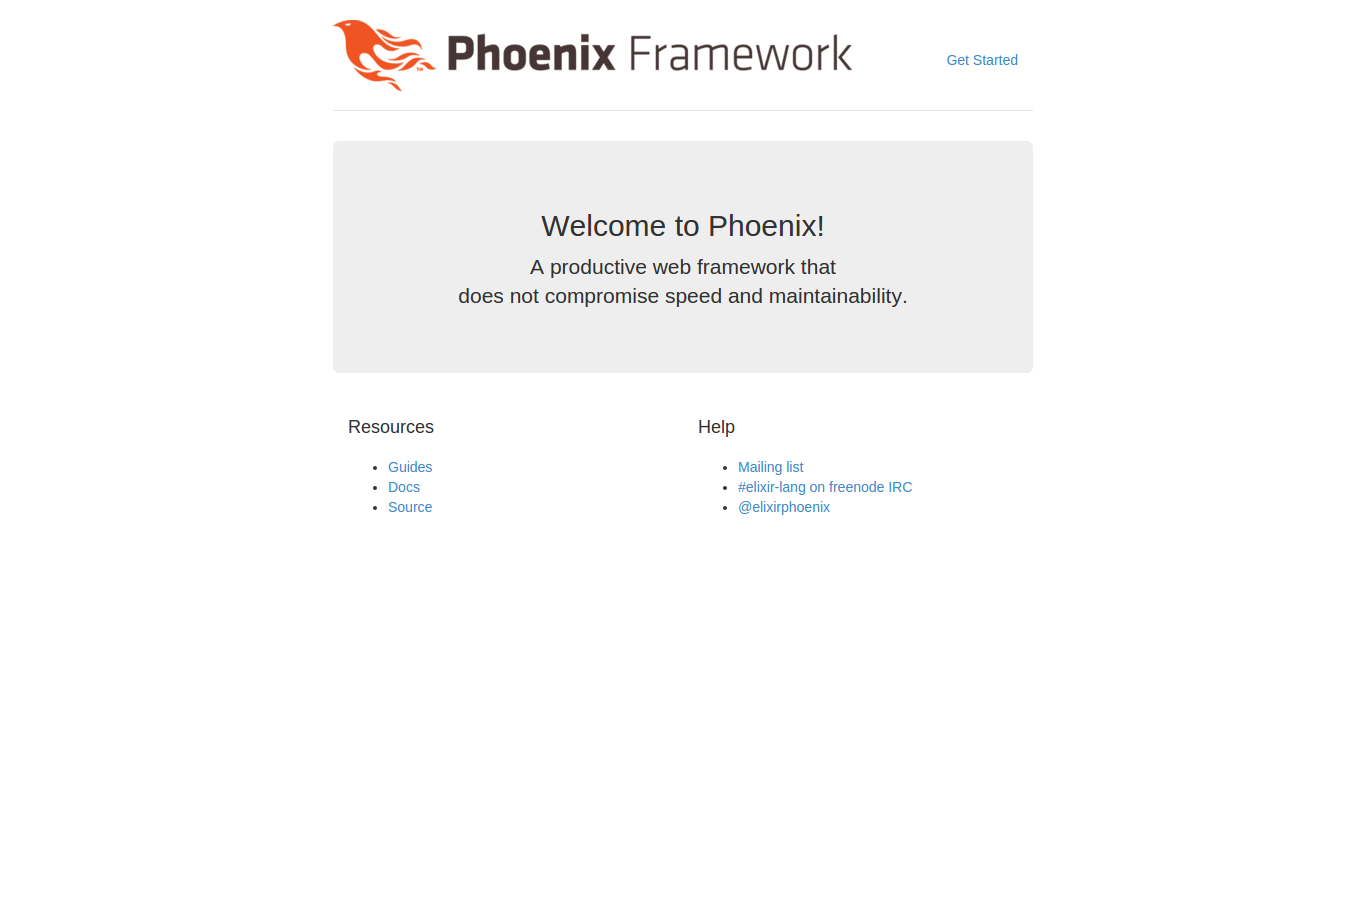 Phoenix Framework
Get Started
Welcome to Phoenix!
A productive web framework that
does not compromise speed and maintainability.
Resources
Guides
Docs
Source
Help
Mailing list
#elixir-lang on freenode IRC
@elixirphoenix